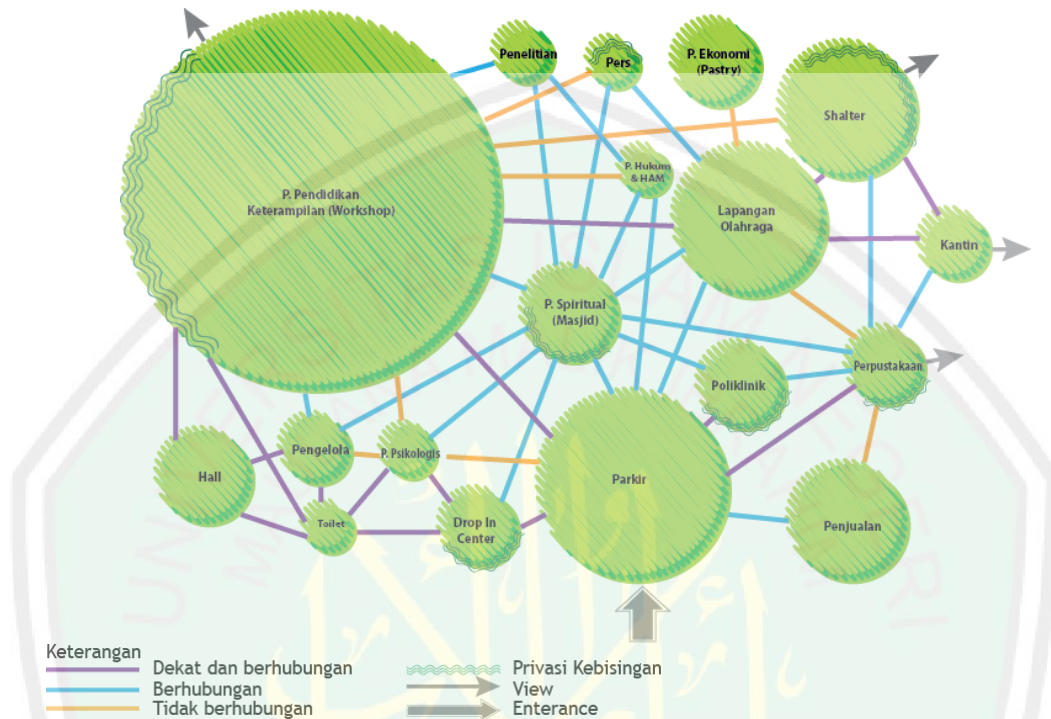 Penelitian
Pers
P. Ekonomi
(Pastry)
Shalter
P. Hukum
& HAM
P. Pendidikan
Keterampilan (Workshop)
Lapangan
Olahraga
Kantin
P. Spiritual
(Masjid)
Poliklinik
Perpustakaan
Pengelola
P. Psikologis
Hall
Parkir
Toilet
Drop In
Center
Penjualan
Keterangan
Dekat dan berhubungan
Berhubungan
Tidak berhubungan
Privasi Kebisingan
View
Enterance